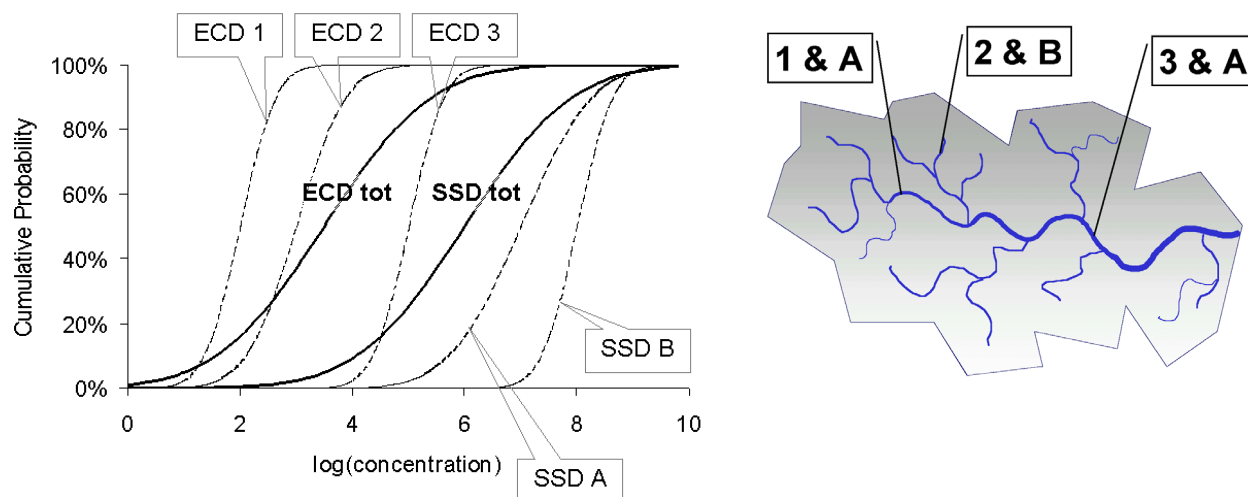 ECD 1
ECD 2
ECD 3
100%
80%
60%
40%
20%
0%
Cumulative Probability
ECD tot
SSD tot
SSD B
SSD A
0
2
4
6
8
10
log(concentration)
1 & A
2 & B
3 & A